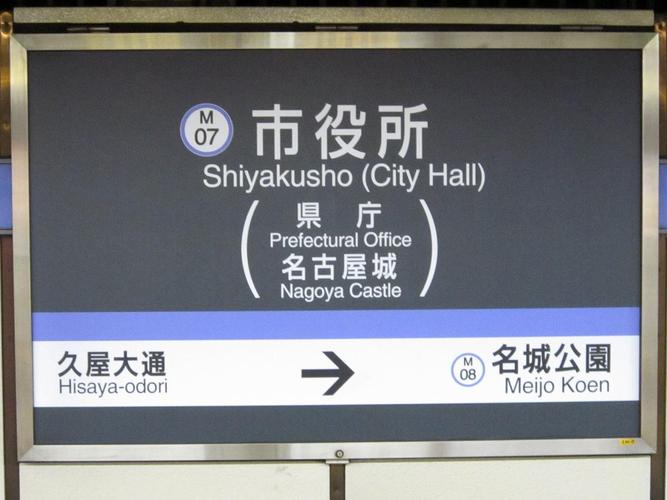 M
07
市役所
Shiyakusho (City Hall)
(県庁
Prefectural Office
名古屋城
Nagoya Castle)
久屋大通
Hisaya-odori
→
M
08
名城公園
Meijo Koen